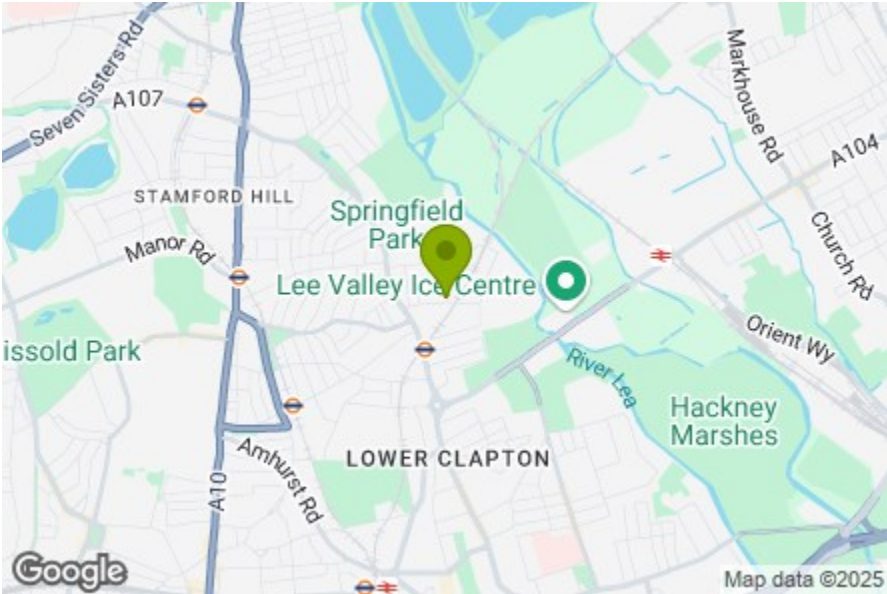 Seven Sisters Rd
A107
Markhouse Rd
A104
STAMFORD HILL
Springfield
Park
Manor Rd
Church Rd
Lee Valley Ice Centre
issold Park
Orient Wy
River Lea
Hackney
Marshes
LOWER CLAPTON
Amhurst Rd
A10
Google
Map data ©2025